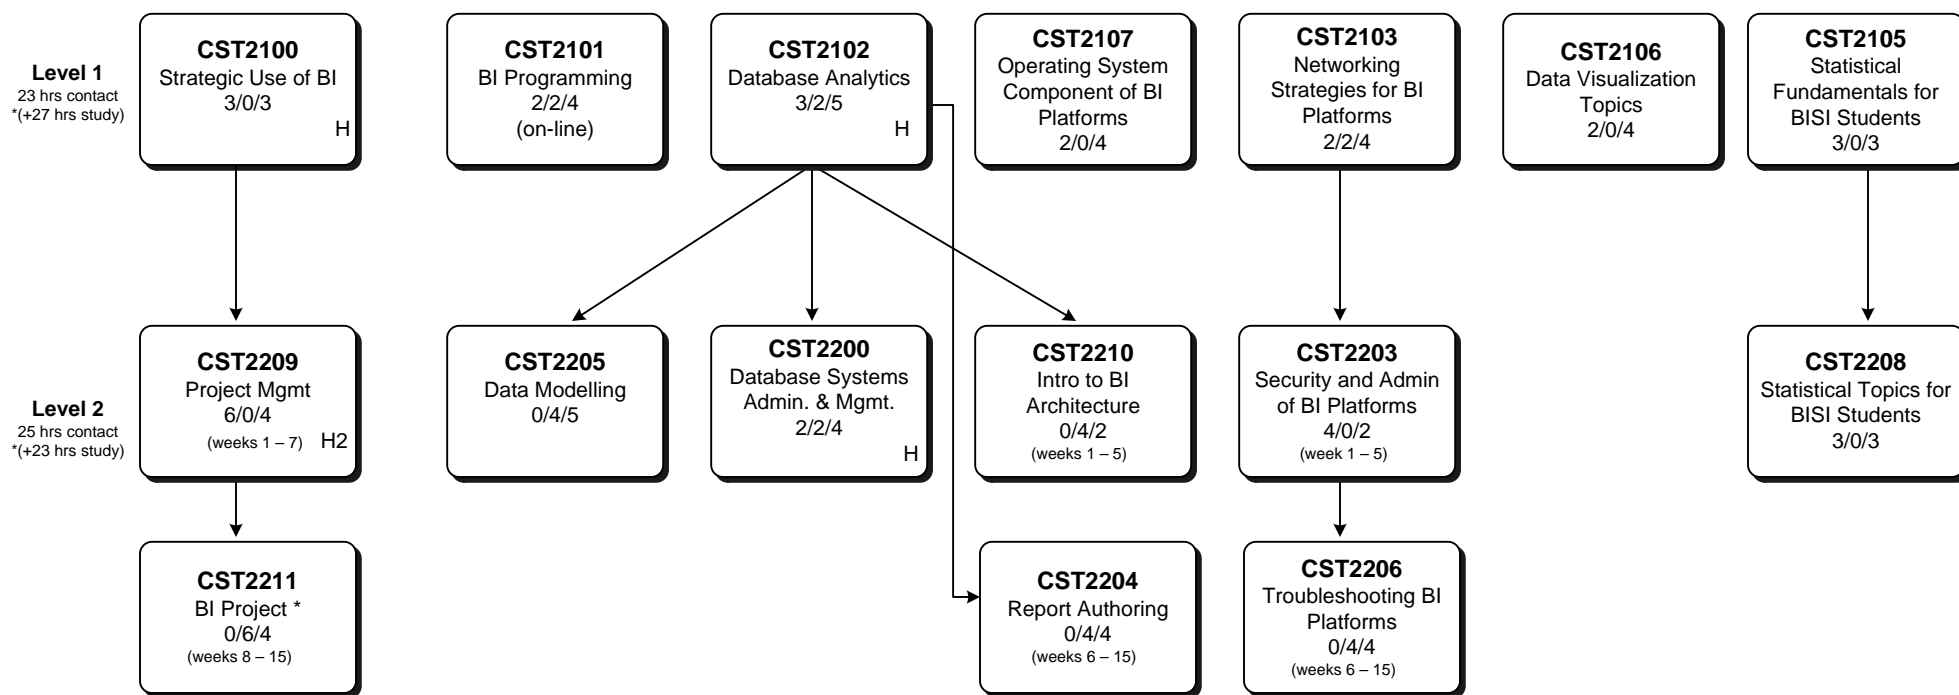 Level 1
23 hrs contact
*(+27 hrs study)
CST2100
Strategic Use of BI
3/0/3
H
CST2101
BI Programming
2/2/4
(on-line)
CST2102
Database Analytics
3/2/5
H
CST2107
Operating System
Component of BI
Platforms
2/0/4
CST2103
Networking
Strategies for BI
Platforms
2/2/4
CST2106
Data Visualization
Topics
2/0/4
CST2105
Statistical
Fundamentals for
BISI Students
3/0/3
Level 2
25 hrs contact
*(+23 hrs study)
CST2209
Project Mgmt
6/0/4
(weeks 1 – 7) H2
CST2205
Data Modelling
0/4/5
CST2200
Database Systems
Admin. & Mgmt.
2/2/4
H
CST2210
Intro to BI
Architecture
0/4/2
(weeks 1 – 5)
CST2203
Security and Admin
of BI Platforms
4/0/2
(week 1 – 5)
CST2208
Statistical Topics for
BISI Students
3/0/3
CST2211
BI Project *
0/6/4
(weeks 8 – 15)
CST2204
Report Authoring
0/4/4
(weeks 6 – 15)
CST2206
Troubleshooting BI
Platforms
0/4/4
(weeks 6 – 15)